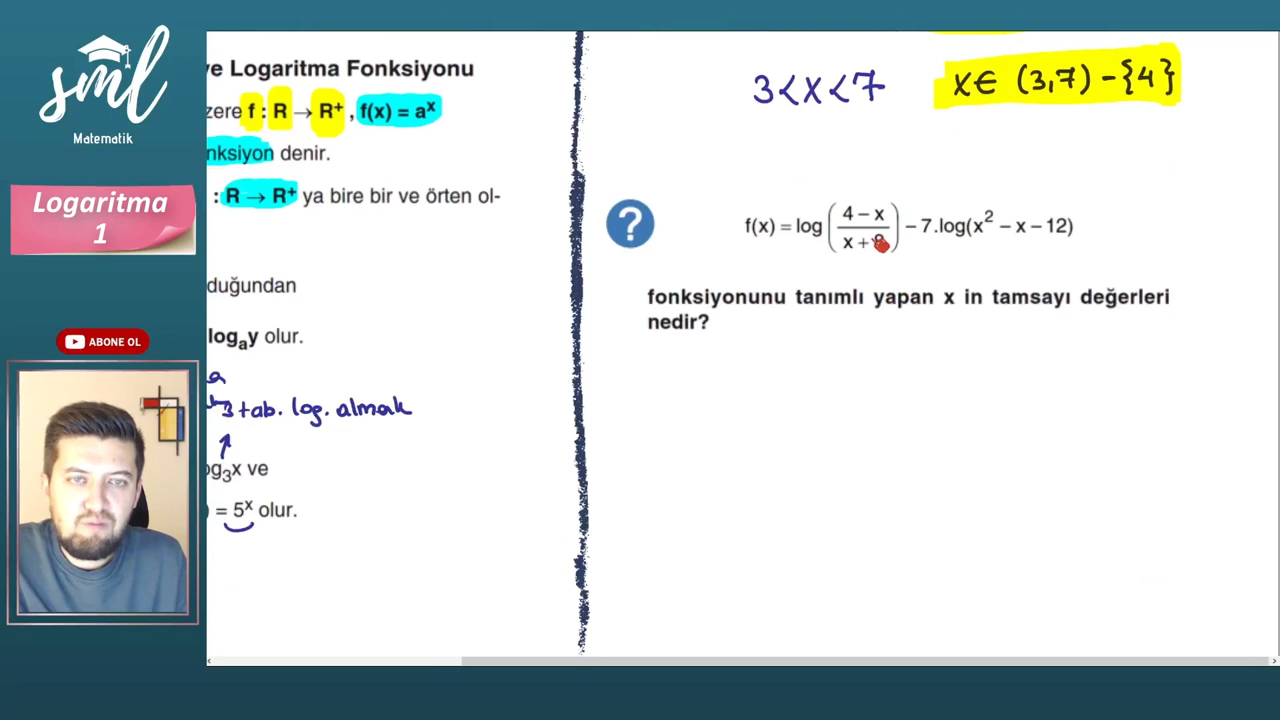 sml
Matematik
Logaritma
1
ABONE OL
ve Logaritma Fonksiyonu
zere f : R → R⁺ , f(x) = aˣ
nksiyon denir.
: R → R⁺ ya bire bir ve örten ol-
duğundan
logₐy olur.
a
3 tab. log. almak
↑
og₃x ve
) = 5ˣ olur.
3<x<7
x∈ (3,7) -{4}
?
f(x) = log((4 − x)/(x + )) − 7.log(x² − x − 12)
fonksiyonunu tanımlı yapan x in tamsayı değerleri
nedir?